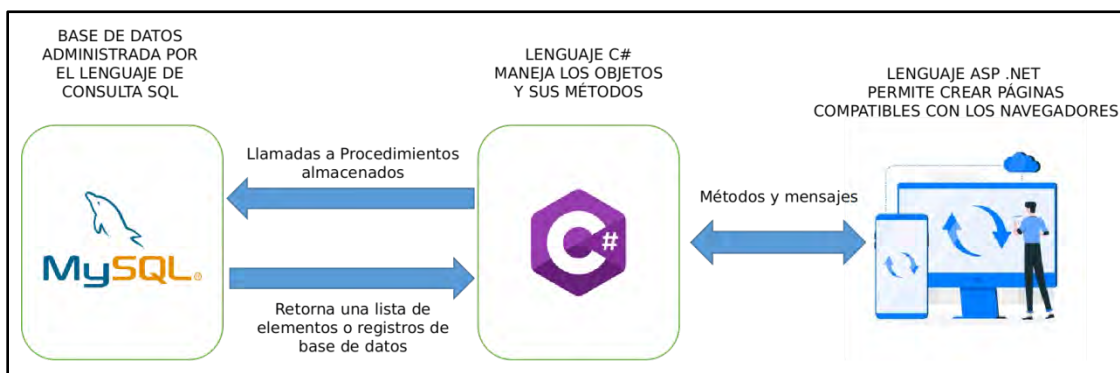 BASE DE DATOS
ADMINISTRADA POR
EL LENGUAJE DE
CONSULTA SQL
LENGUAJE C#
MANEJA LOS OBJETOS
Y SUS MÉTODOS
LENGUAJE ASP .NET
PERMITE CREAR PÁGINAS
COMPATIBLES CON LOS NAVEGADORES
Llamadas a Procedimientos
almacenados
MySQL®
Retorna una lista de
elementos o registros de
base de datos
C#
Métodos y mensajes